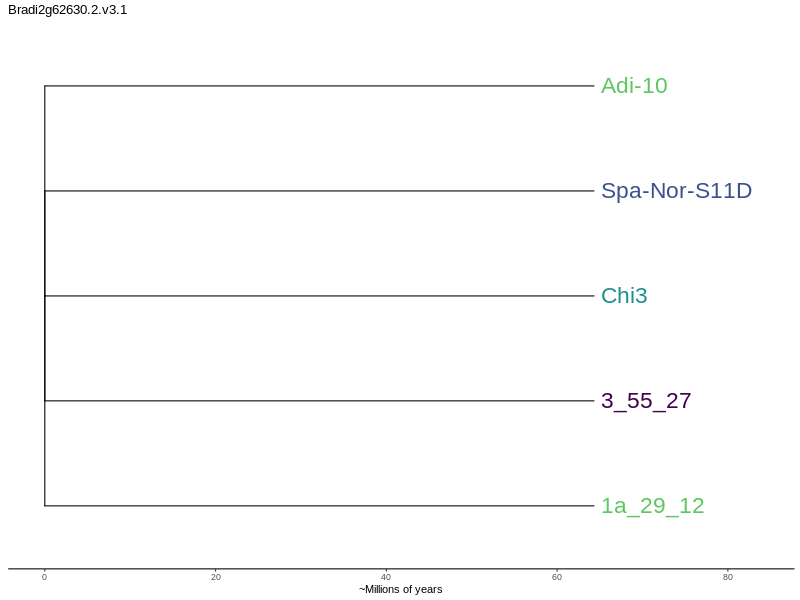 Bradi2g62630.2.v3.1
Adi-10
Spa-Nor-S11D
Chi3
3_55_27
1a_29_12
0 20 40 60 80
~Millions of years